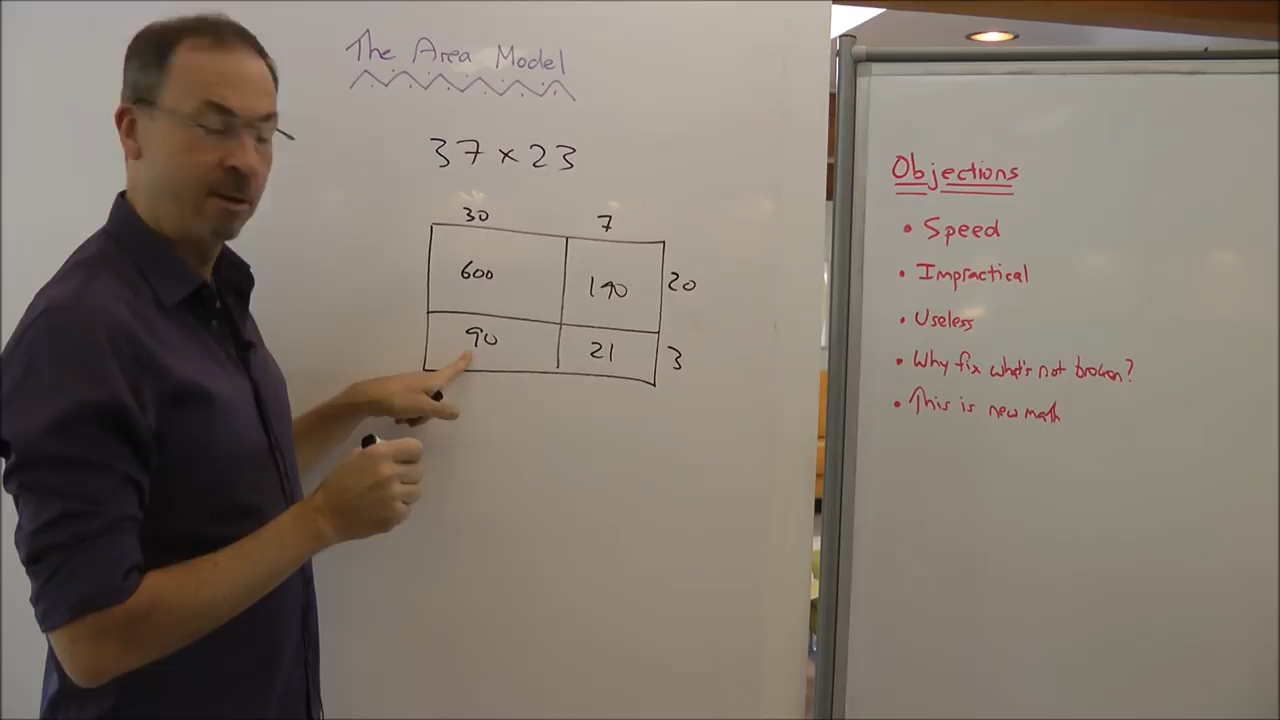 The Area Model
37 × 23
30 7
600 140 20
90 21 3
Objections
• Speed
• Impractical
• Useless
• Why fix what's not broken?
• This is new math